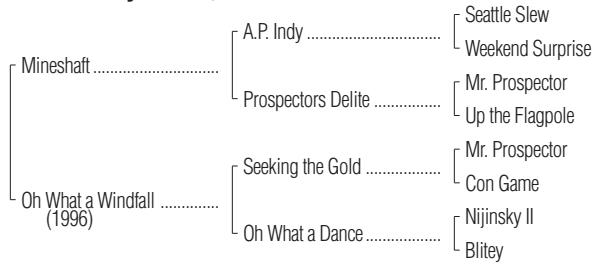 Seattle Slew
A.P. Indy ........................
Weekend Surprise
Mineshaft ............................
Mr. Prospector
Prospectors Delite ................
Up the Flagpole
Mr. Prospector
Seeking the Gold ..................
Con Game
Oh What a Windfall .............
(1996)
Nijinsky II
Oh What a Dance ..................
Blitey